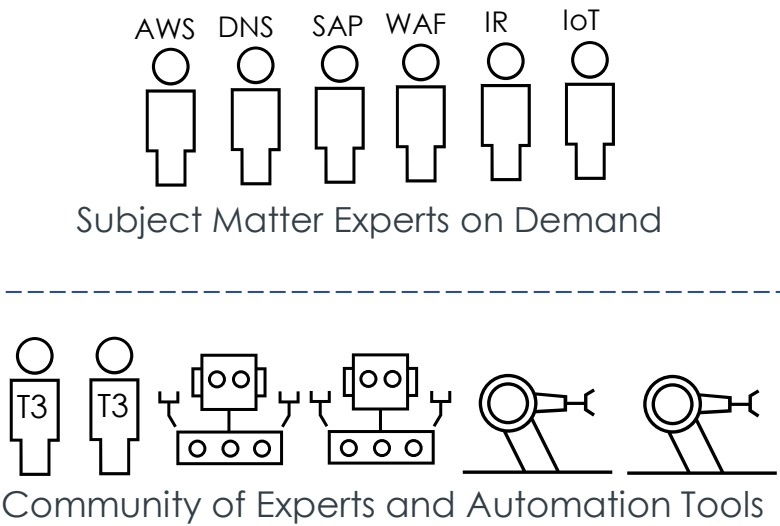 AWS DNS SAP WAF IR IoT
Subject Matter Experts on Demand
T3 T3
Community of Experts and Automation Tools